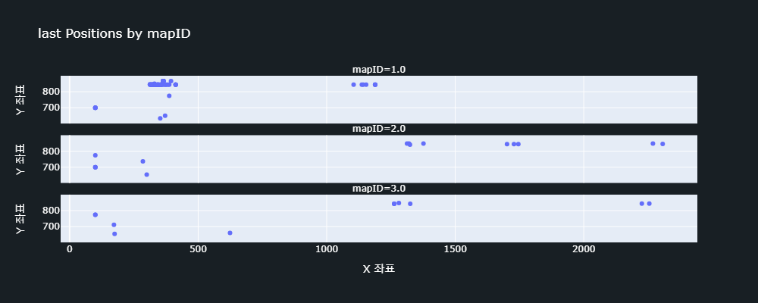 last Positions by mapID
mapID=1.0
Y 좌표
800
700
mapID=2.0
Y 좌표
800
700
mapID=3.0
Y 좌표
800
700
0 500 1000 1500 2000
X 좌표